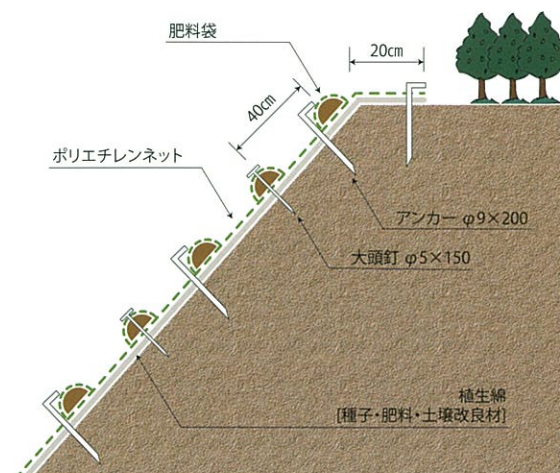 肥料袋
20㎝
40㎝
ポリエチレンネット
アンカー φ9×200
大頭釘 φ5×150
植生綿
[種子・肥料・土壌改良材]